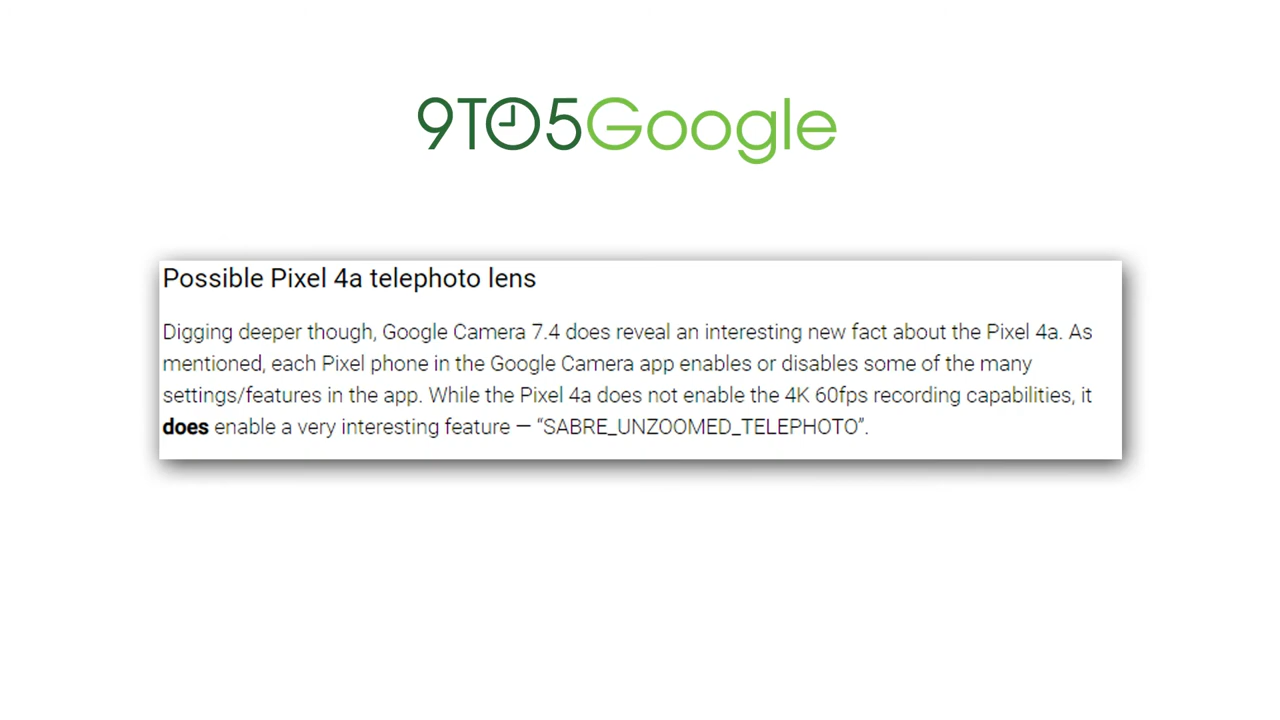 9TO5Google
Possible Pixel 4a telephoto lens
Digging deeper though, Google Camera 7.4 does reveal an interesting new fact about the Pixel 4a. As
mentioned, each Pixel phone in the Google Camera app enables or disables some of the many
settings/features in the app. While the Pixel 4a does not enable the 4K 60fps recording capabilities, it
does enable a very interesting feature — “SABRE_UNZOOMED_TELEPHOTO”.